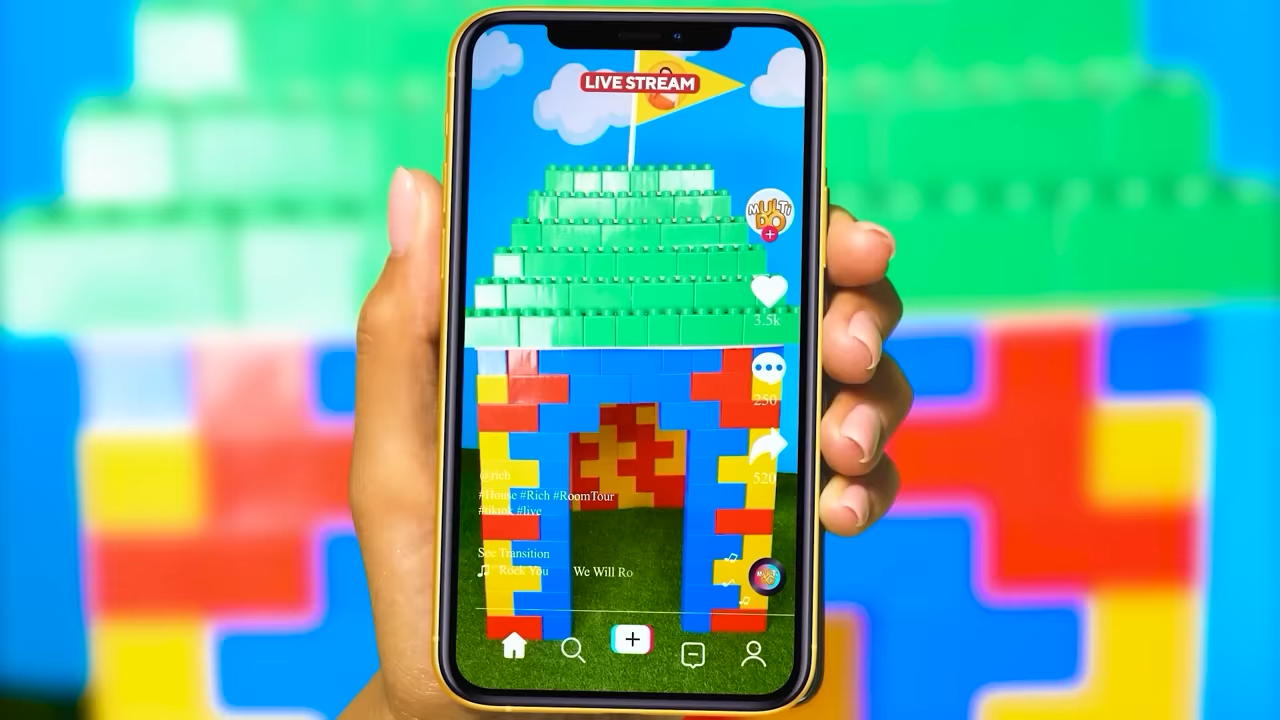 LIVE STREAM
MULTI
DO
3.5k
250
520
@rich
#House #Rich #RoomTour
#tiktok #live
See Transition
Rock You We Will Ro